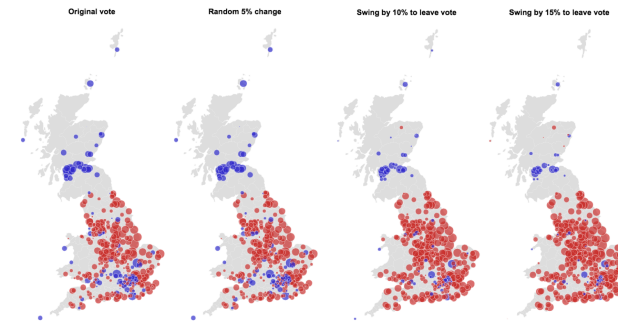 Original vote
Random 5% change
Swing by 10% to leave vote
Swing by 15% to leave vote